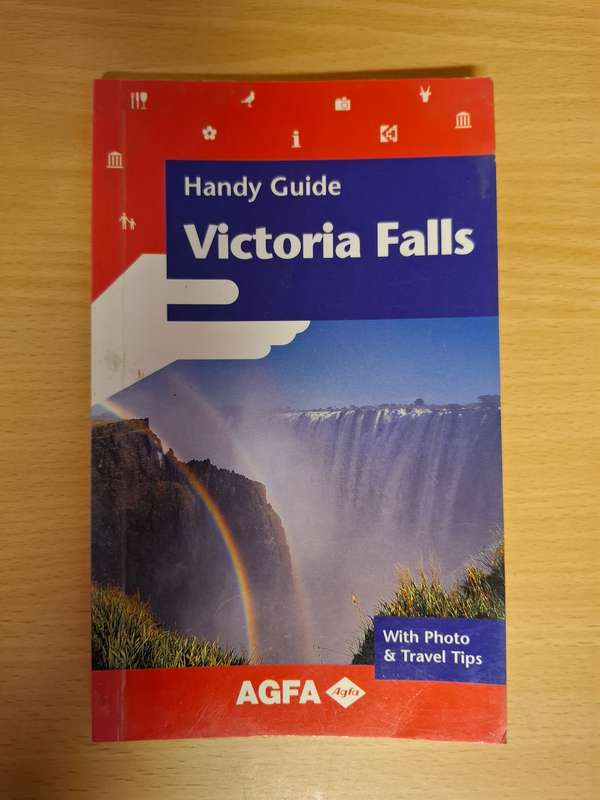 Handy Guide
Victoria Falls
With Photo
& Travel Tips
AGFA Agfa